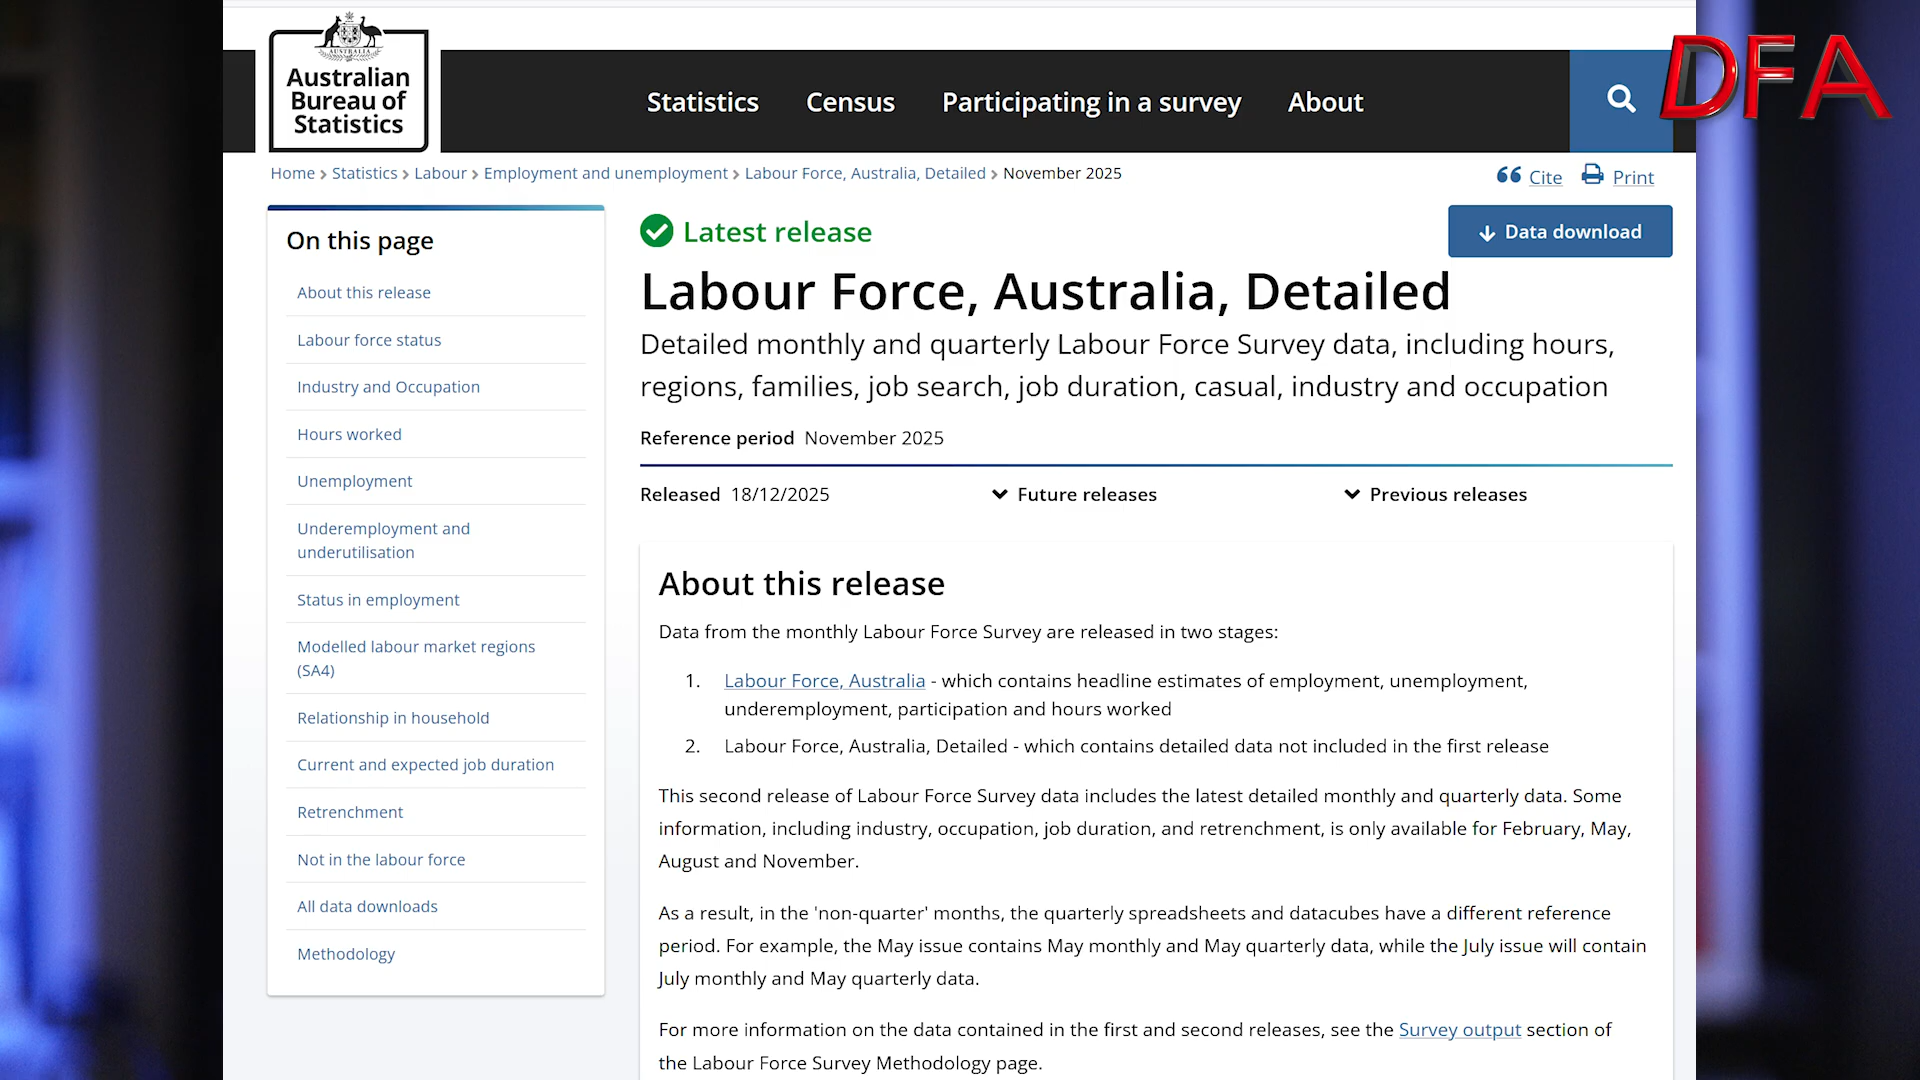 AUSTRALIA
Australian
Bureau of
Statistics
Statistics Census Participating in a survey About
DFA
Home > Statistics > Labour > Employment and unemployment > Labour Force, Australia, Detailed > November 2025
Cite Print
On this page
About this release
Labour force status
Industry and Occupation
Hours worked
Unemployment
Underemployment and
underutilisation
Status in employment
Modelled labour market regions
(SA4)
Relationship in household
Current and expected job duration
Retrenchment
Not in the labour force
All data downloads
Methodology
Latest release
Data download
Labour Force, Australia, Detailed
Detailed monthly and quarterly Labour Force Survey data, including hours,
regions, families, job search, job duration, casual, industry and occupation
Reference period November 2025
Released 18/12/2025 Future releases Previous releases
About this release
Data from the monthly Labour Force Survey are released in two stages:
1. Labour Force, Australia - which contains headline estimates of employment, unemployment,
underemployment, participation and hours worked
2. Labour Force, Australia, Detailed - which contains detailed data not included in the first release
This second release of Labour Force Survey data includes the latest detailed monthly and quarterly data. Some
information, including industry, occupation, job duration, and retrenchment, is only available for February, May,
August and November.
As a result, in the 'non-quarter' months, the quarterly spreadsheets and datacubes have a different reference
period. For example, the May issue contains May monthly and May quarterly data, while the July issue will contain
July monthly and May quarterly data.
For more information on the data contained in the first and second releases, see the Survey output section of
the Labour Force Survey Methodology page.